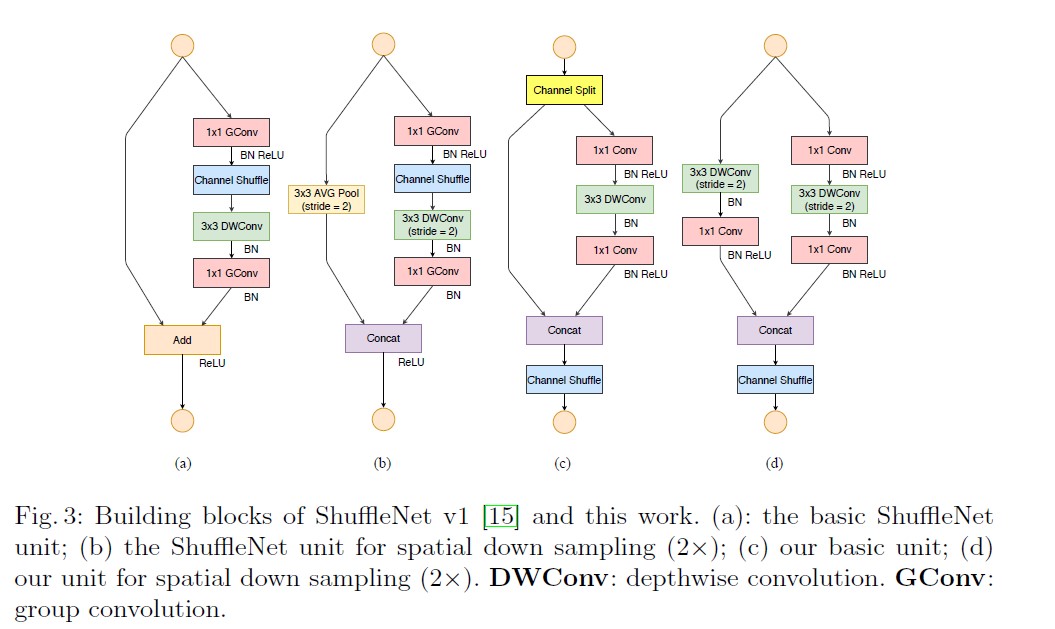 Channel Split
1x1 GConv
BN ReLU
Channel Shuffle
3x3 DWConv
BN
1x1 GConv
BN
Add
ReLU
(a)
1x1 GConv
BN ReLU
Channel Shuffle
3x3 AVG Pool
(stride = 2)
3x3 DWConv
(stride = 2)
BN
1x1 GConv
BN
Concat
ReLU
(b)
1x1 Conv
BN ReLU
3x3 DWConv
BN
1x1 Conv
BN ReLU
Concat
Channel Shuffle
(c)
3x3 DWConv
(stride = 2)
BN
1x1 Conv
BN ReLU
1x1 Conv
BN ReLU
3x3 DWConv
(stride = 2)
BN
1x1 Conv
BN ReLU
Concat
Channel Shuffle
(d)
Fig. 3: Building blocks of ShuffleNet v1 [15] and this work. (a): the basic ShuffleNet
unit; (b) the ShuffleNet unit for spatial down sampling (2×); (c) our basic unit; (d)
our unit for spatial down sampling (2×). DWConv: depthwise convolution. GConv:
group convolution.